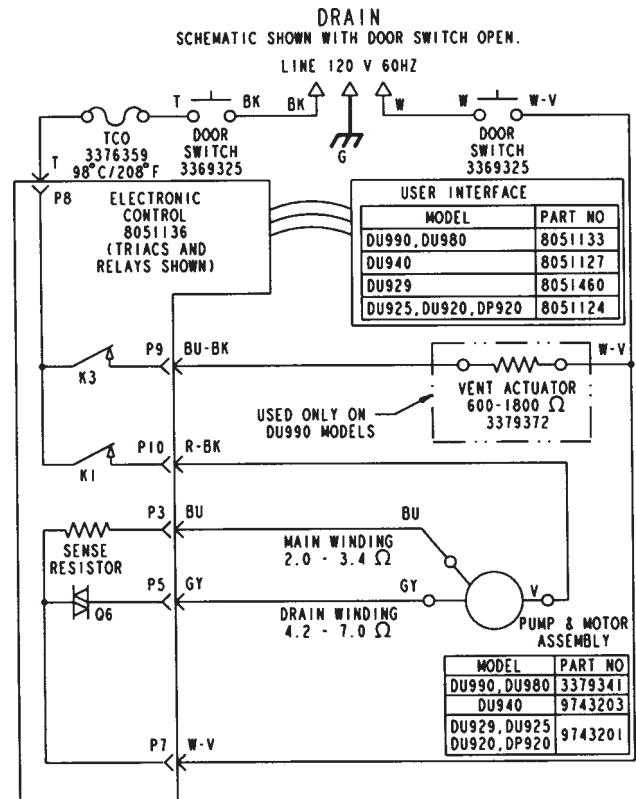 DRAIN
SCHEMATIC SHOWN WITH DOOR SWITCH OPEN.
LINE 120 V 60HZ
T BK BK W W W-V
TCO
3376359
98°C/208°F
DOOR
SWITCH
3369325
G
DOOR
SWITCH
3369325
T
P8
ELECTRONIC
CONTROL
8051136
(TRIACS AND
RELAYS SHOWN)
USER INTERFACE
MODEL PART NO
DU990,DU980 8051133
DU940 8051127
DU929 8051460
DU925,DU920,DP920 8051124
K3
P9 BU-BK
W-V
VENT ACTUATOR
600-1800 Ω
3379372
USED ONLY ON
DU990 MODELS
K1
P10 R-BK
P3 BU BU
SENSE
RESISTOR
MAIN WINDING
2.0 - 3.4 Ω
Q6
P5 GY GY
DRAIN WINDING
4.2 - 7.0 Ω
V
PUMP & MOTOR
ASSEMBLY
MODEL PART NO
DU990,DU980 3379341
DU940 9743203
DU929,DU925
DU920,DP920 9743201
P7 W-V